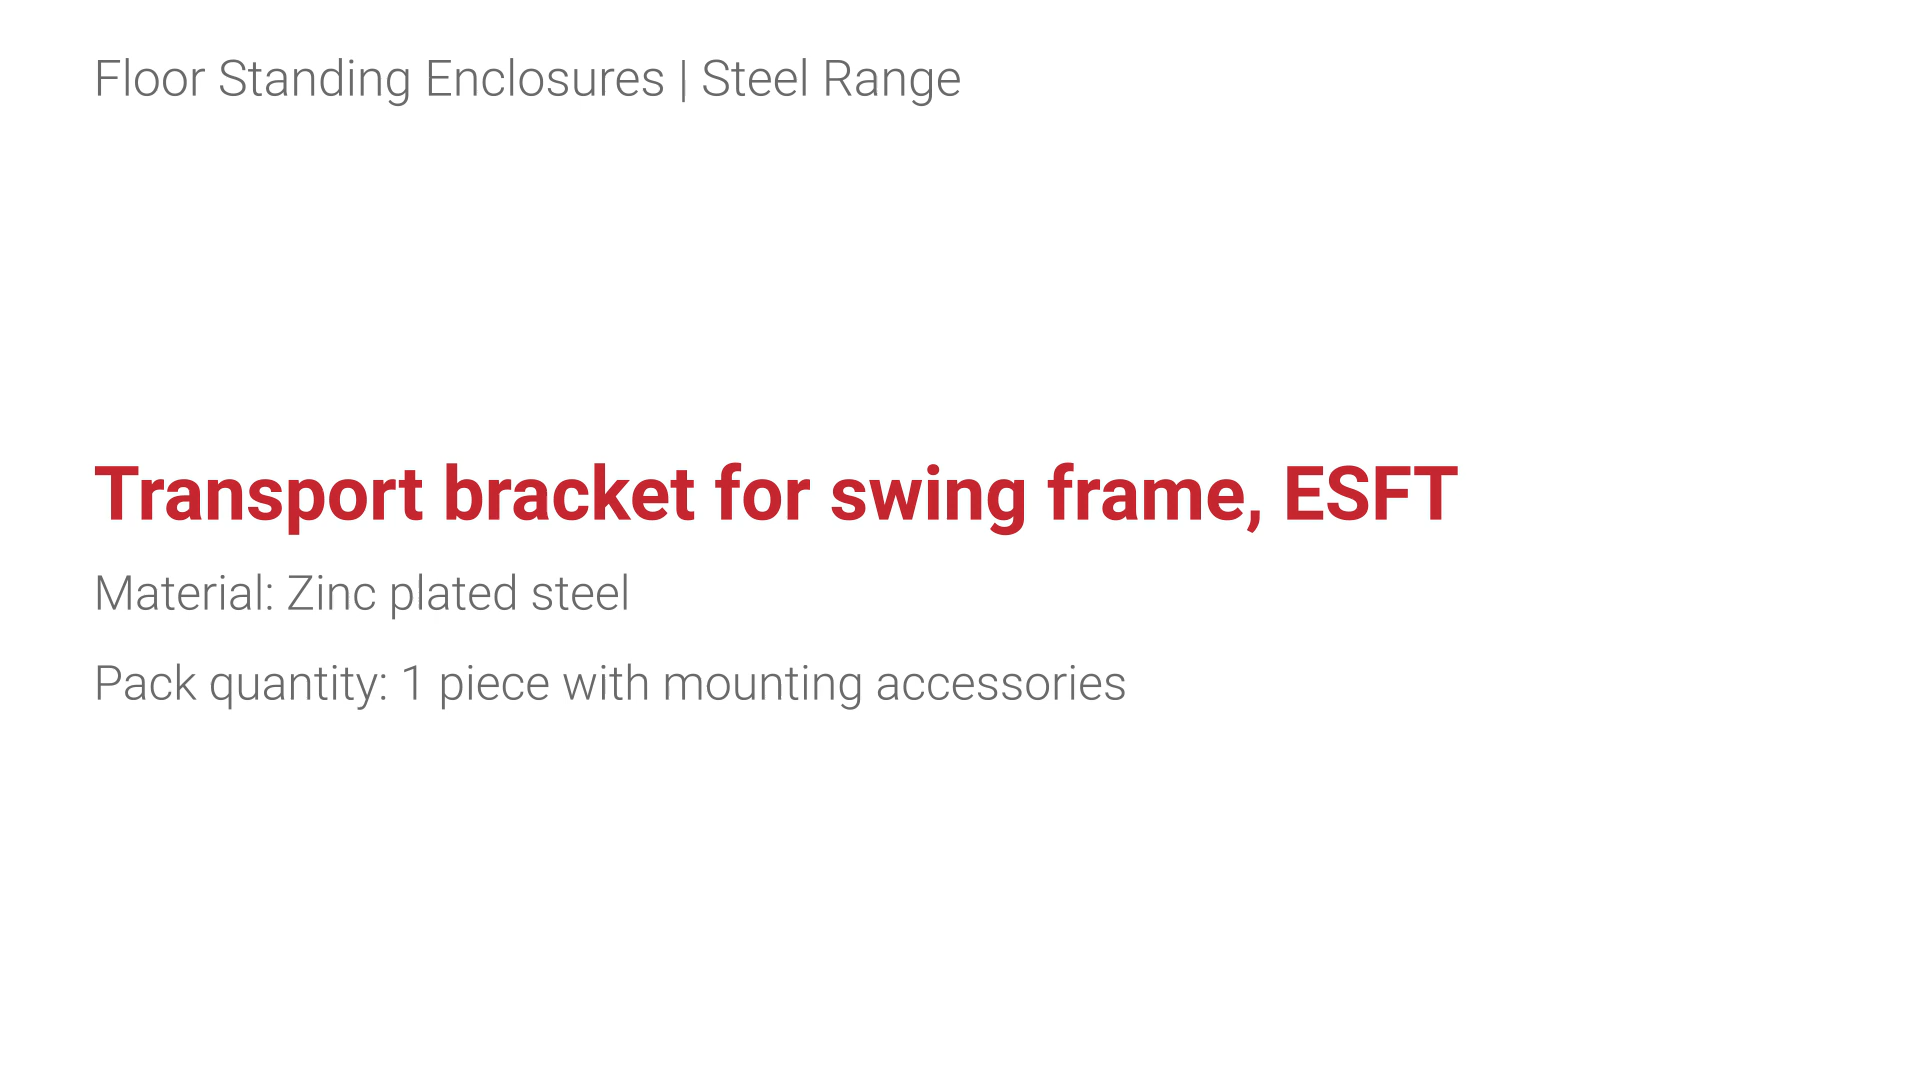 Floor Standing Enclosures | Steel Range
Transport bracket for swing frame, ESFT
Material: Zinc plated steel
Pack quantity: 1 piece with mounting accessories